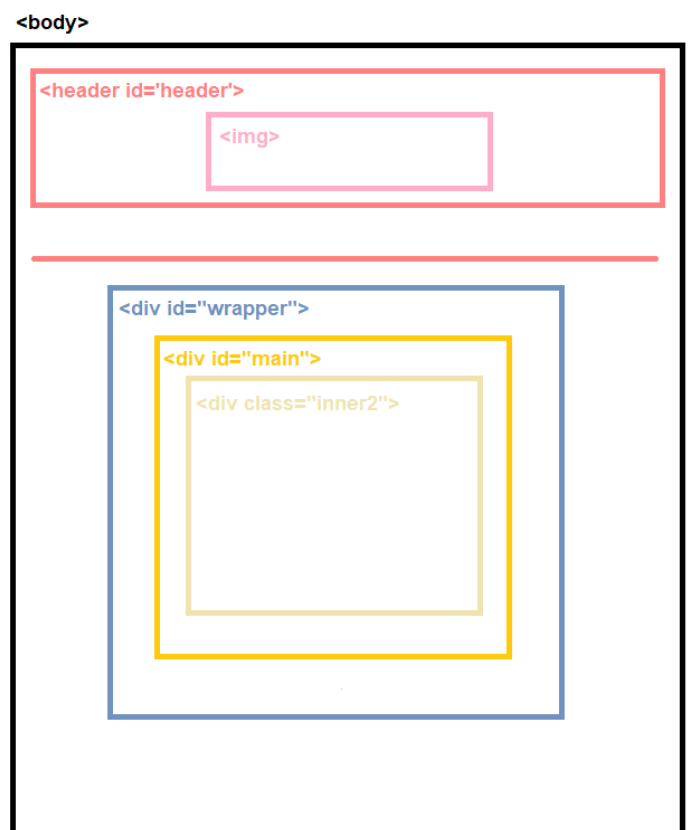 <body>
<header id='header'>
<img>
<div id="wrapper">
<div id="main">
<div class="inner2">